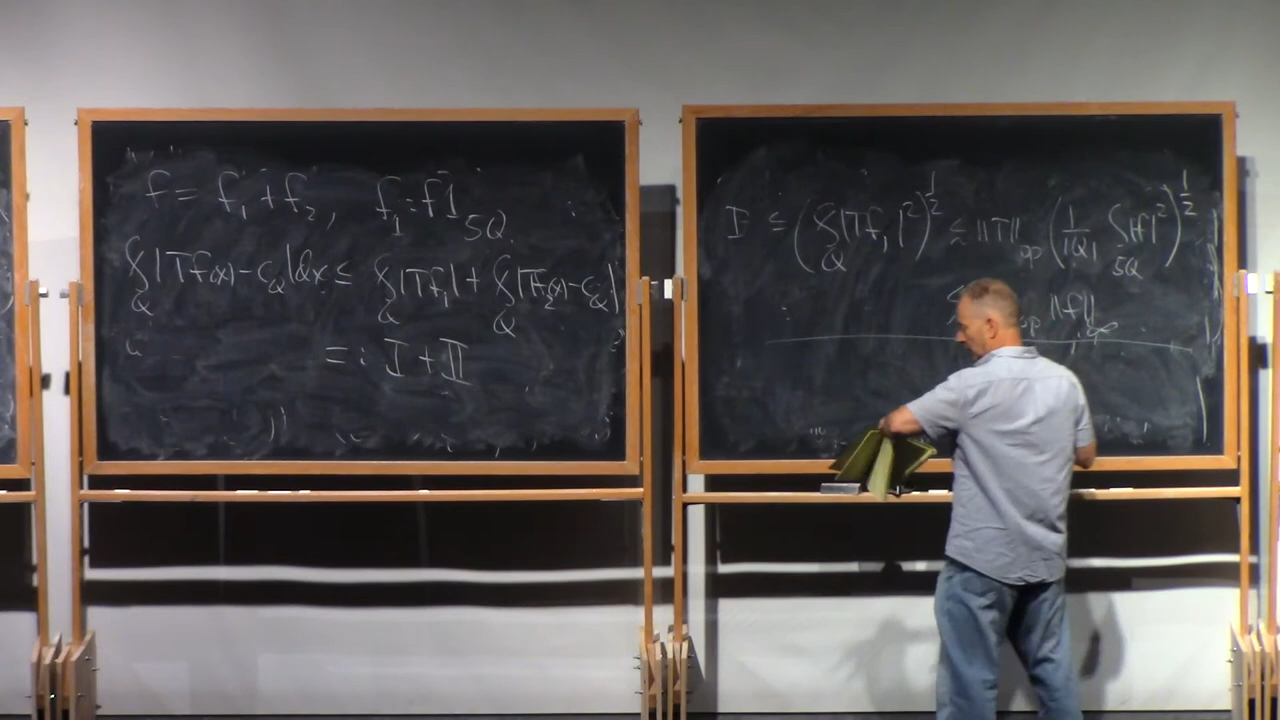 f = f₁ + f₂, f₁ = f1_{5Q}
⨍_Q |Tf(x) - c_Q| dx ≤ ⨍_Q |Tf₁| + ⨍_Q |Tf₂(x) - c_Q|
=: I + II
I ≤ (⨍_Q |Tf₁|²)^{1/2} ≤ ||T||_{op} (1/|Q| ∫_{5Q} |f|²)^{1/2}
||f||_∞